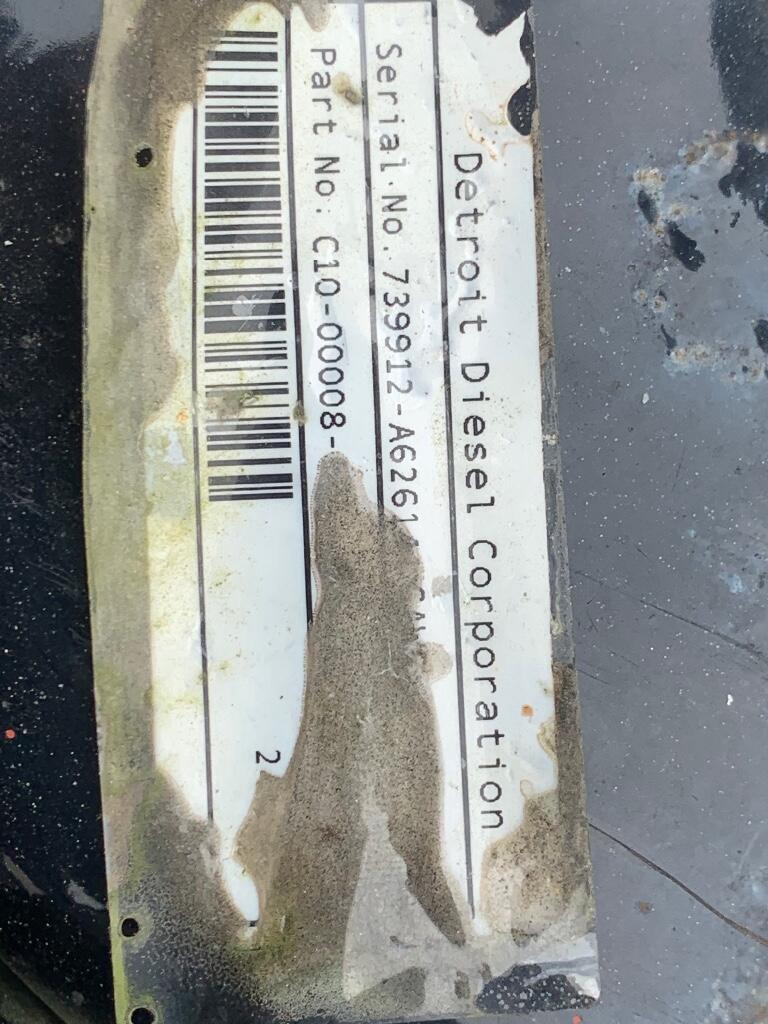 Detroit Diesel Corporation
Serial No. 739912-A6261
Part No: C10-00008-
2